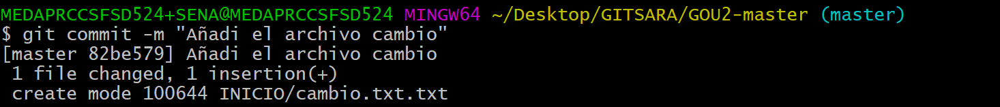 MEDAPRCCSFSD524+SENA@MEDAPRCCSFSD524 MINGW64 ~/Desktop/GITSARA/GOU2-master (master)
$ git commit -m "Añadi el archivo cambio"
[master 82be579] Añadi el archivo cambio
 1 file changed, 1 insertion(+)
 create mode 100644 INICIO/cambio.txt.txt